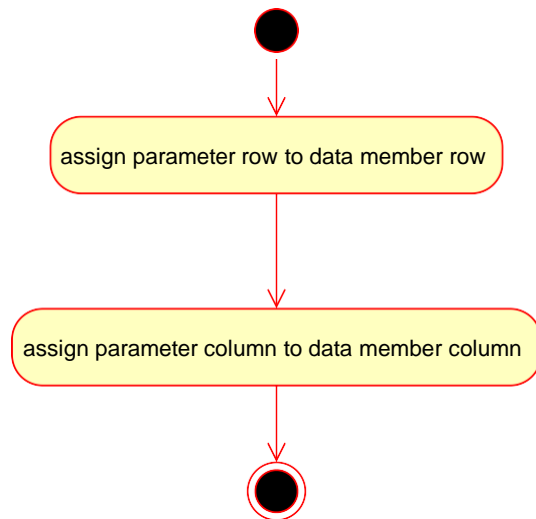 assign parameter row to data member row
assign parameter column to data member column